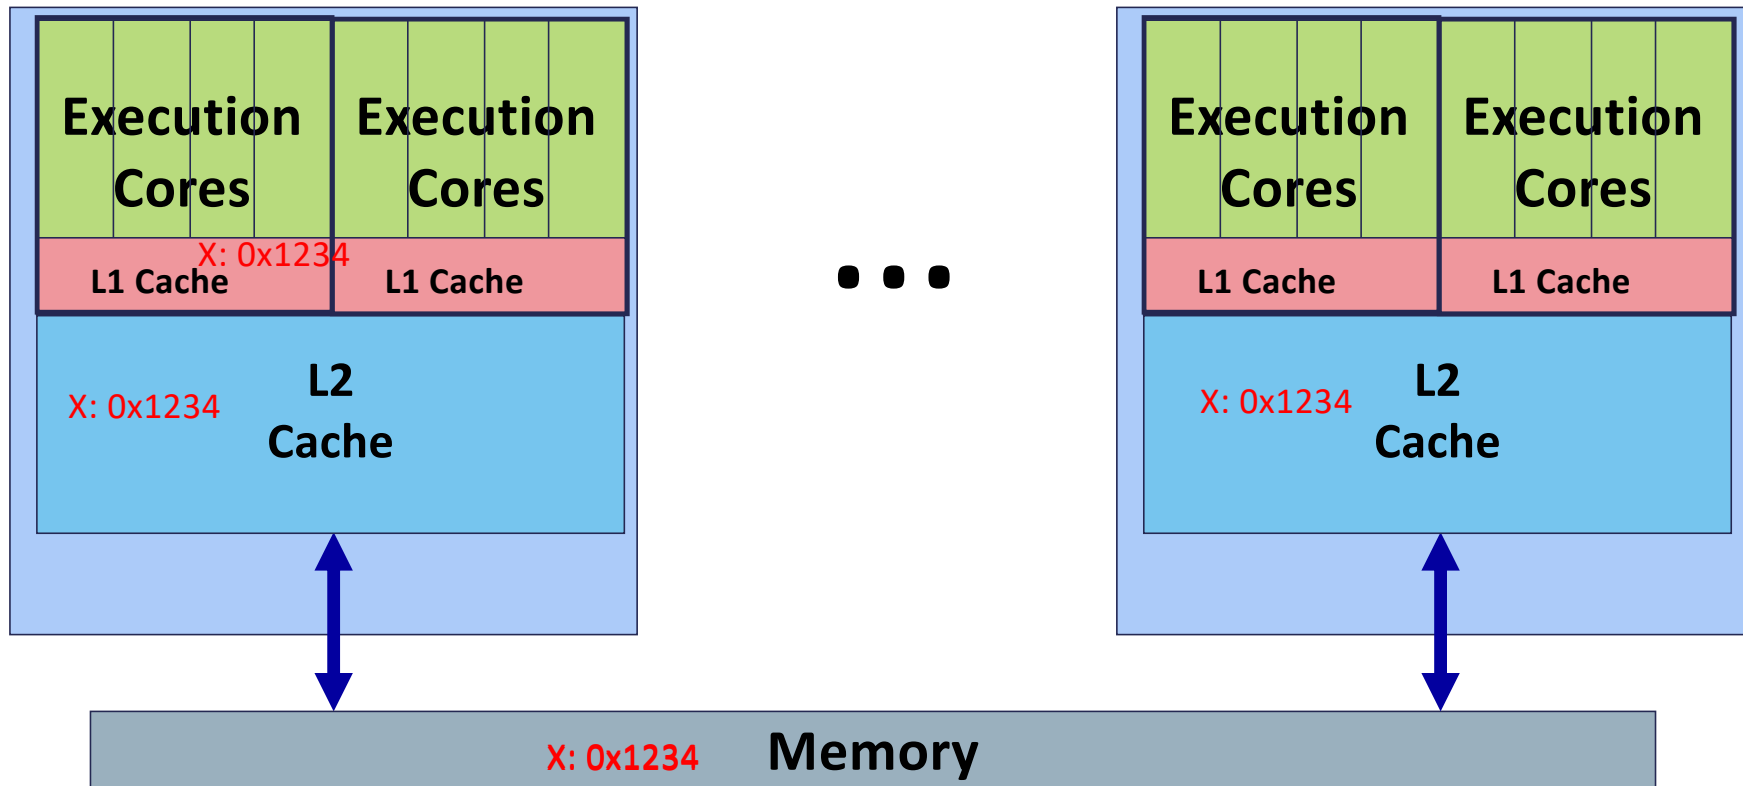 Execution
Cores
Execution
Cores
X: 0x1234
L1 Cache
L1 Cache
L2
Cache
X: 0x1234
...
Execution
Cores
Execution
Cores
L1 Cache
L1 Cache
X: 0x1234
L2
Cache
X: 0x1234
Memory